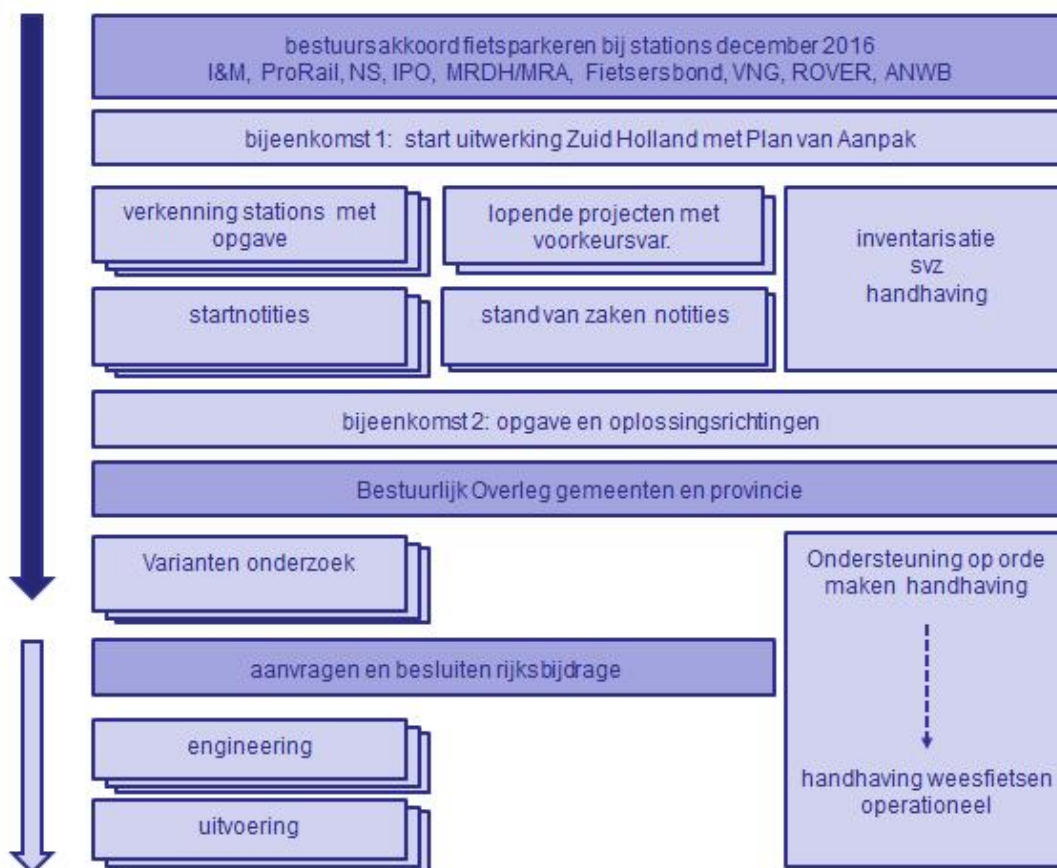 bestuursakkoord fietsparkeren bij stations december 2016
I&M, ProRail, NS, IPO, MRDH/MRA, Fietsersbond, VNG, ROVER, ANWB
bijeenkomst 1: start uitwerking Zuid Holland met Plan van Aanpak
verkenning stations met
opgave
lopende projecten met
voorkeursvar.
inventarisatie
svz
handhaving
startnotities
stand van zaken notities
bijeenkomst 2: opgave en oplossingsrichtingen
Bestuurlijk Overleg gemeenten en provincie
Varianten onderzoek
Ondersteuning op orde
maken handhaving
aanvragen en besluiten rijksbijdrage
engineering
handhaving weesfietsen
operationeel
uitvoering